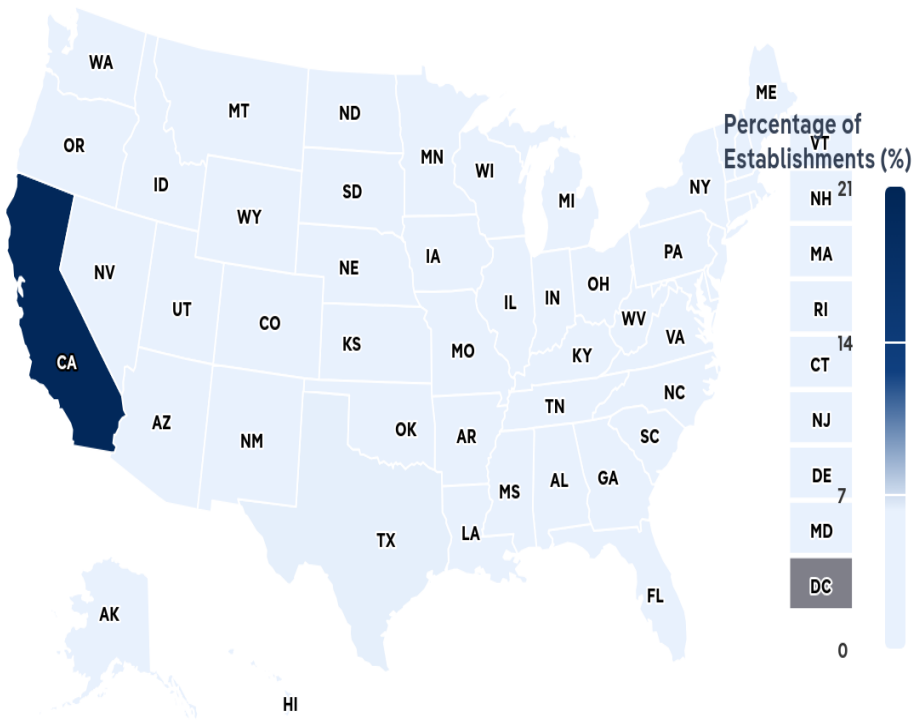 WA
MT
ND
ME
OR
MN
ID
SD
WI
WY
MI
NY
NV
NE
IA
PA
UT
CO
IL
IN
OH
WV
VA
KS
MO
KY
CA
AZ
NM
OK
AR
TN
NC
SC
MS
AL
GA
TX
LA
FL
AK
HI
Percentage of
Establishments (%)
VT
NH
MA
RI
CT
NJ
DE
MD
DC
21
14
7
0